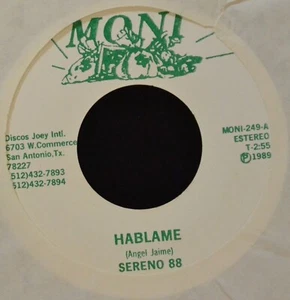 MONI
Discos Joey Intl.
6703 W.Commerce
San Antonio,Tx.
78227
(512)432-7893
(512)432-7894
MONI-249-A
ESTEREO
T-2:55
Ⓟ1989
HABLAME
(Angel Jaime)
SERENO 88